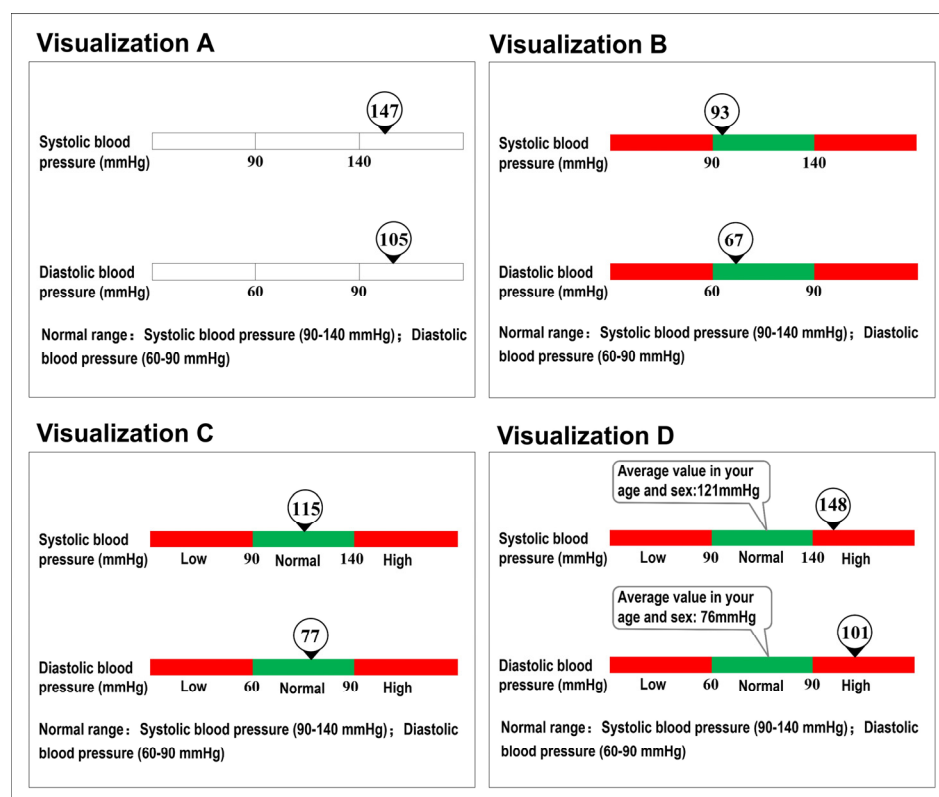 Visualization A
147
Systolic blood
pressure (mmHg)
90 140
105
Diastolic blood
pressure (mmHg)
60 90
Normal range：Systolic blood pressure (90-140 mmHg)；Diastolic
blood pressure (60-90 mmHg)
Visualization B
93
Systolic blood
pressure (mmHg)
90 140
67
Diastolic blood
pressure (mmHg)
60 90
Normal range：Systolic blood pressure (90-140 mmHg)；Diastolic
blood pressure (60-90 mmHg)
Visualization C
115
Systolic blood
pressure (mmHg)
Low 90 Normal 140 High
77
Diastolic blood
pressure (mmHg)
Low 60 Normal 90 High
Normal range：Systolic blood pressure (90-140 mmHg)；Diastolic
blood pressure (60-90 mmHg)
Visualization D
Average value in your
age and sex:121mmHg
148
Systolic blood
pressure (mmHg)
Low 90 Normal 140 High
Average value in your
age and sex: 76mmHg
101
Diastolic blood
pressure (mmHg)
Low 60 Normal 90 High
Normal range：Systolic blood pressure (90-140 mmHg)；Diastolic
blood pressure (60-90 mmHg)